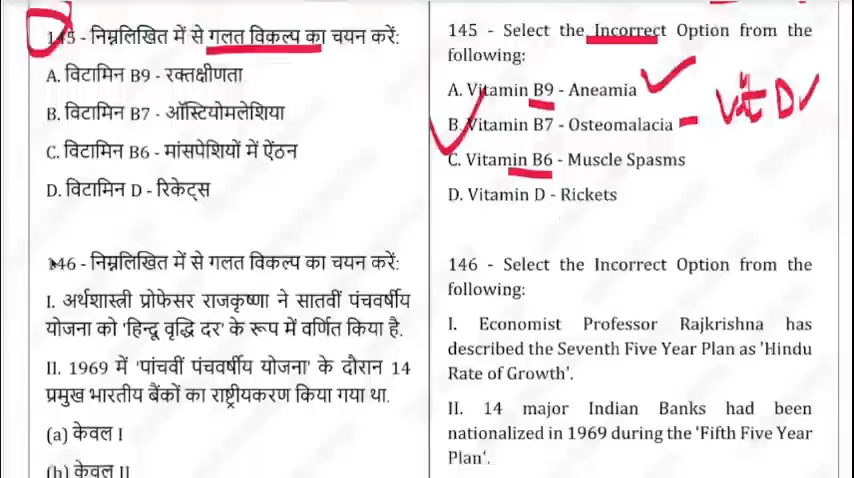 145 - निम्नलिखित में से गलत विकल्प का चयन करें:
A. विटामिन B9 - रक्तक्षीणता
B. विटामिन B7 - ऑस्टियोमलेशिया
C. विटामिन B6 - मांसपेशियों में ऐंठन
D. विटामिन D - रिकेट्स
146 - निम्नलिखित में से गलत विकल्प का चयन करें:
I. अर्थशास्त्री प्रोफेसर राजकृष्णा ने सातवीं पंचवर्षीय
योजना को 'हिन्दू वृद्धि दर' के रूप में वर्णित किया है.
II. 1969 में 'पांचवीं पंचवर्षीय योजना' के दौरान 14
प्रमुख भारतीय बैंकों का राष्ट्रीयकरण किया गया था.
(a) केवल I
(b) केवल II
145 - Select the Incorrect Option from the
following:
A. Vitamin B9 - Aneamia
B. Vitamin B7 - Osteomalacia
Vit D
C. Vitamin B6 - Muscle Spasms
D. Vitamin D - Rickets
146 - Select the Incorrect Option from the
following:
I. Economist Professor Rajkrishna has
described the Seventh Five Year Plan as 'Hindu
Rate of Growth'.
II. 14 major Indian Banks had been
nationalized in 1969 during the 'Fifth Five Year
Plan'.